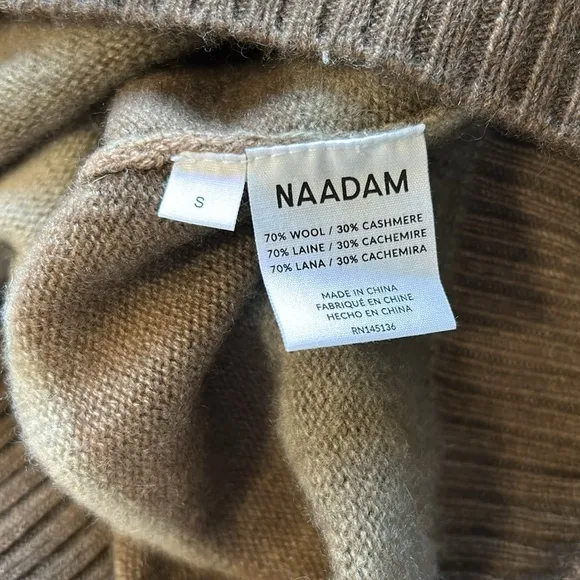 S
NAADAM
70% WOOL / 30% CASHMERE
70% LAINE / 30% CACHEMIRE
70% LANA / 30% CACHEMIRA
MADE IN CHINA
FABRIQUÉ EN CHINE
HECHO EN CHINA
RN145136